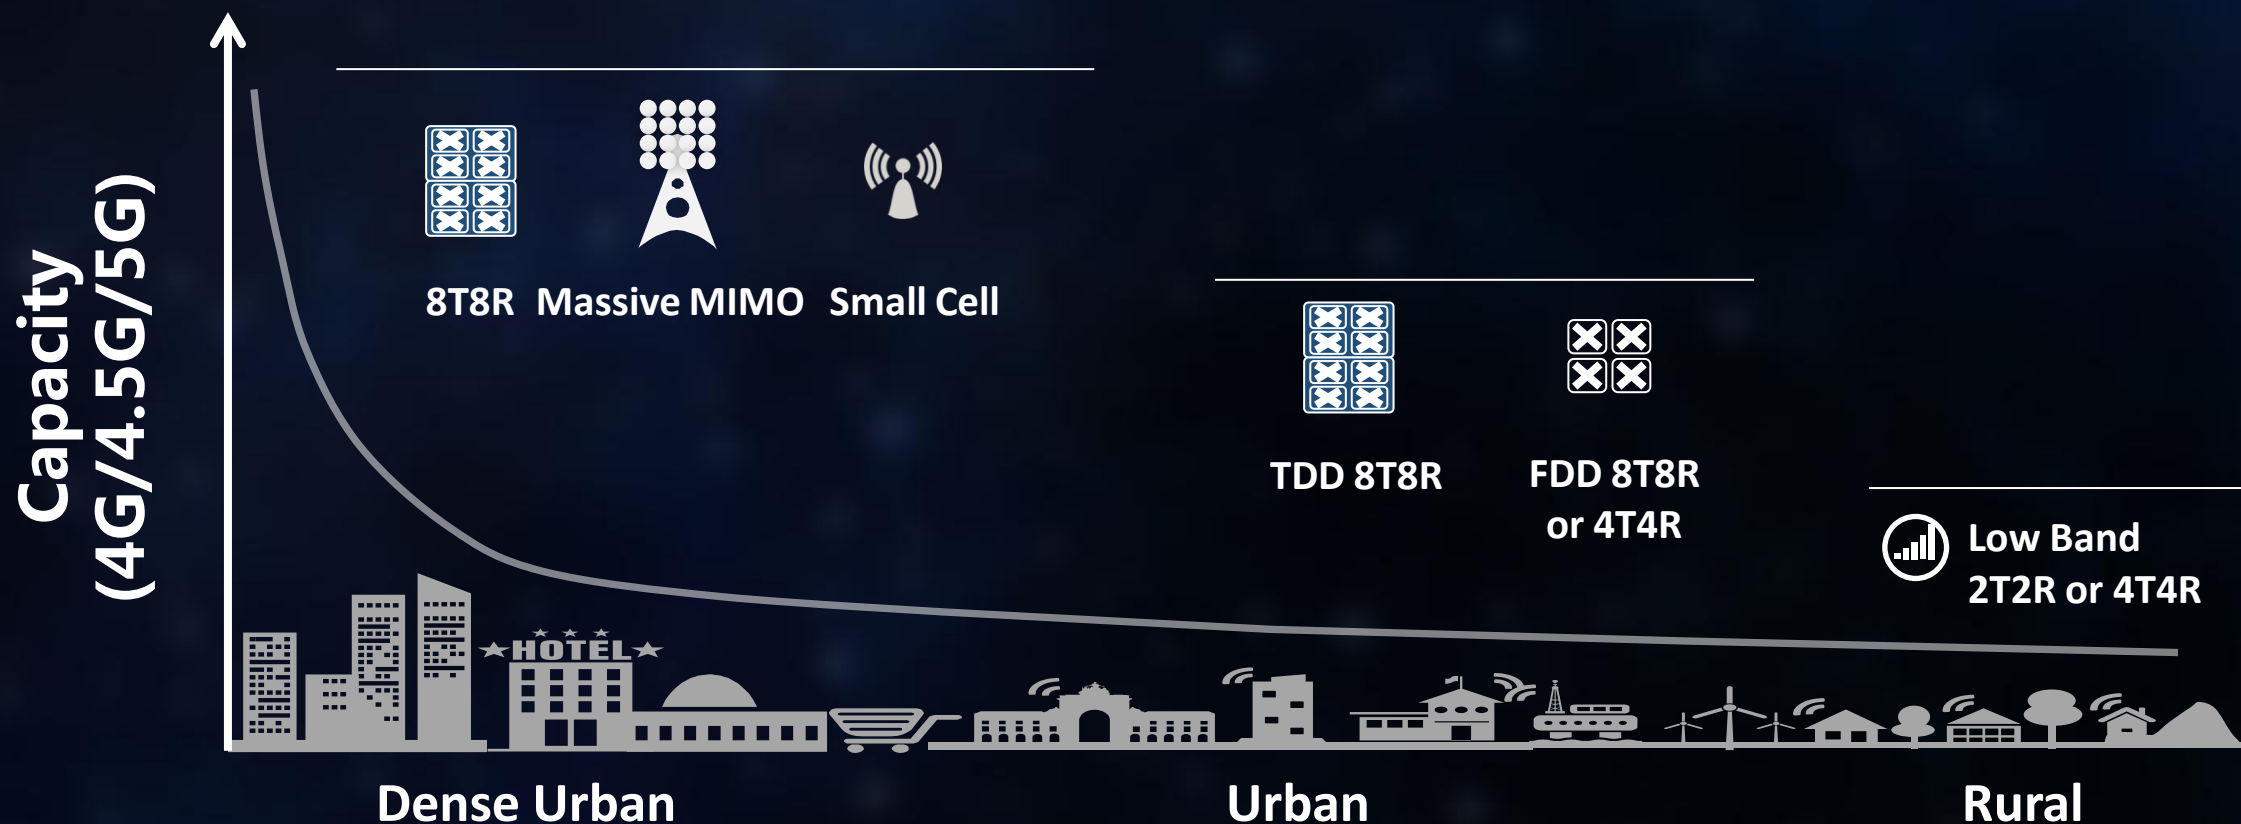 Capacity
(4G/4.5G/5G)
8T8R
Massive MIMO
Small Cell
TDD 8T8R
FDD 8T8R
or 4T4R
Low Band
2T2R or 4T4R
HOTEL
Dense Urban
Urban
Rural